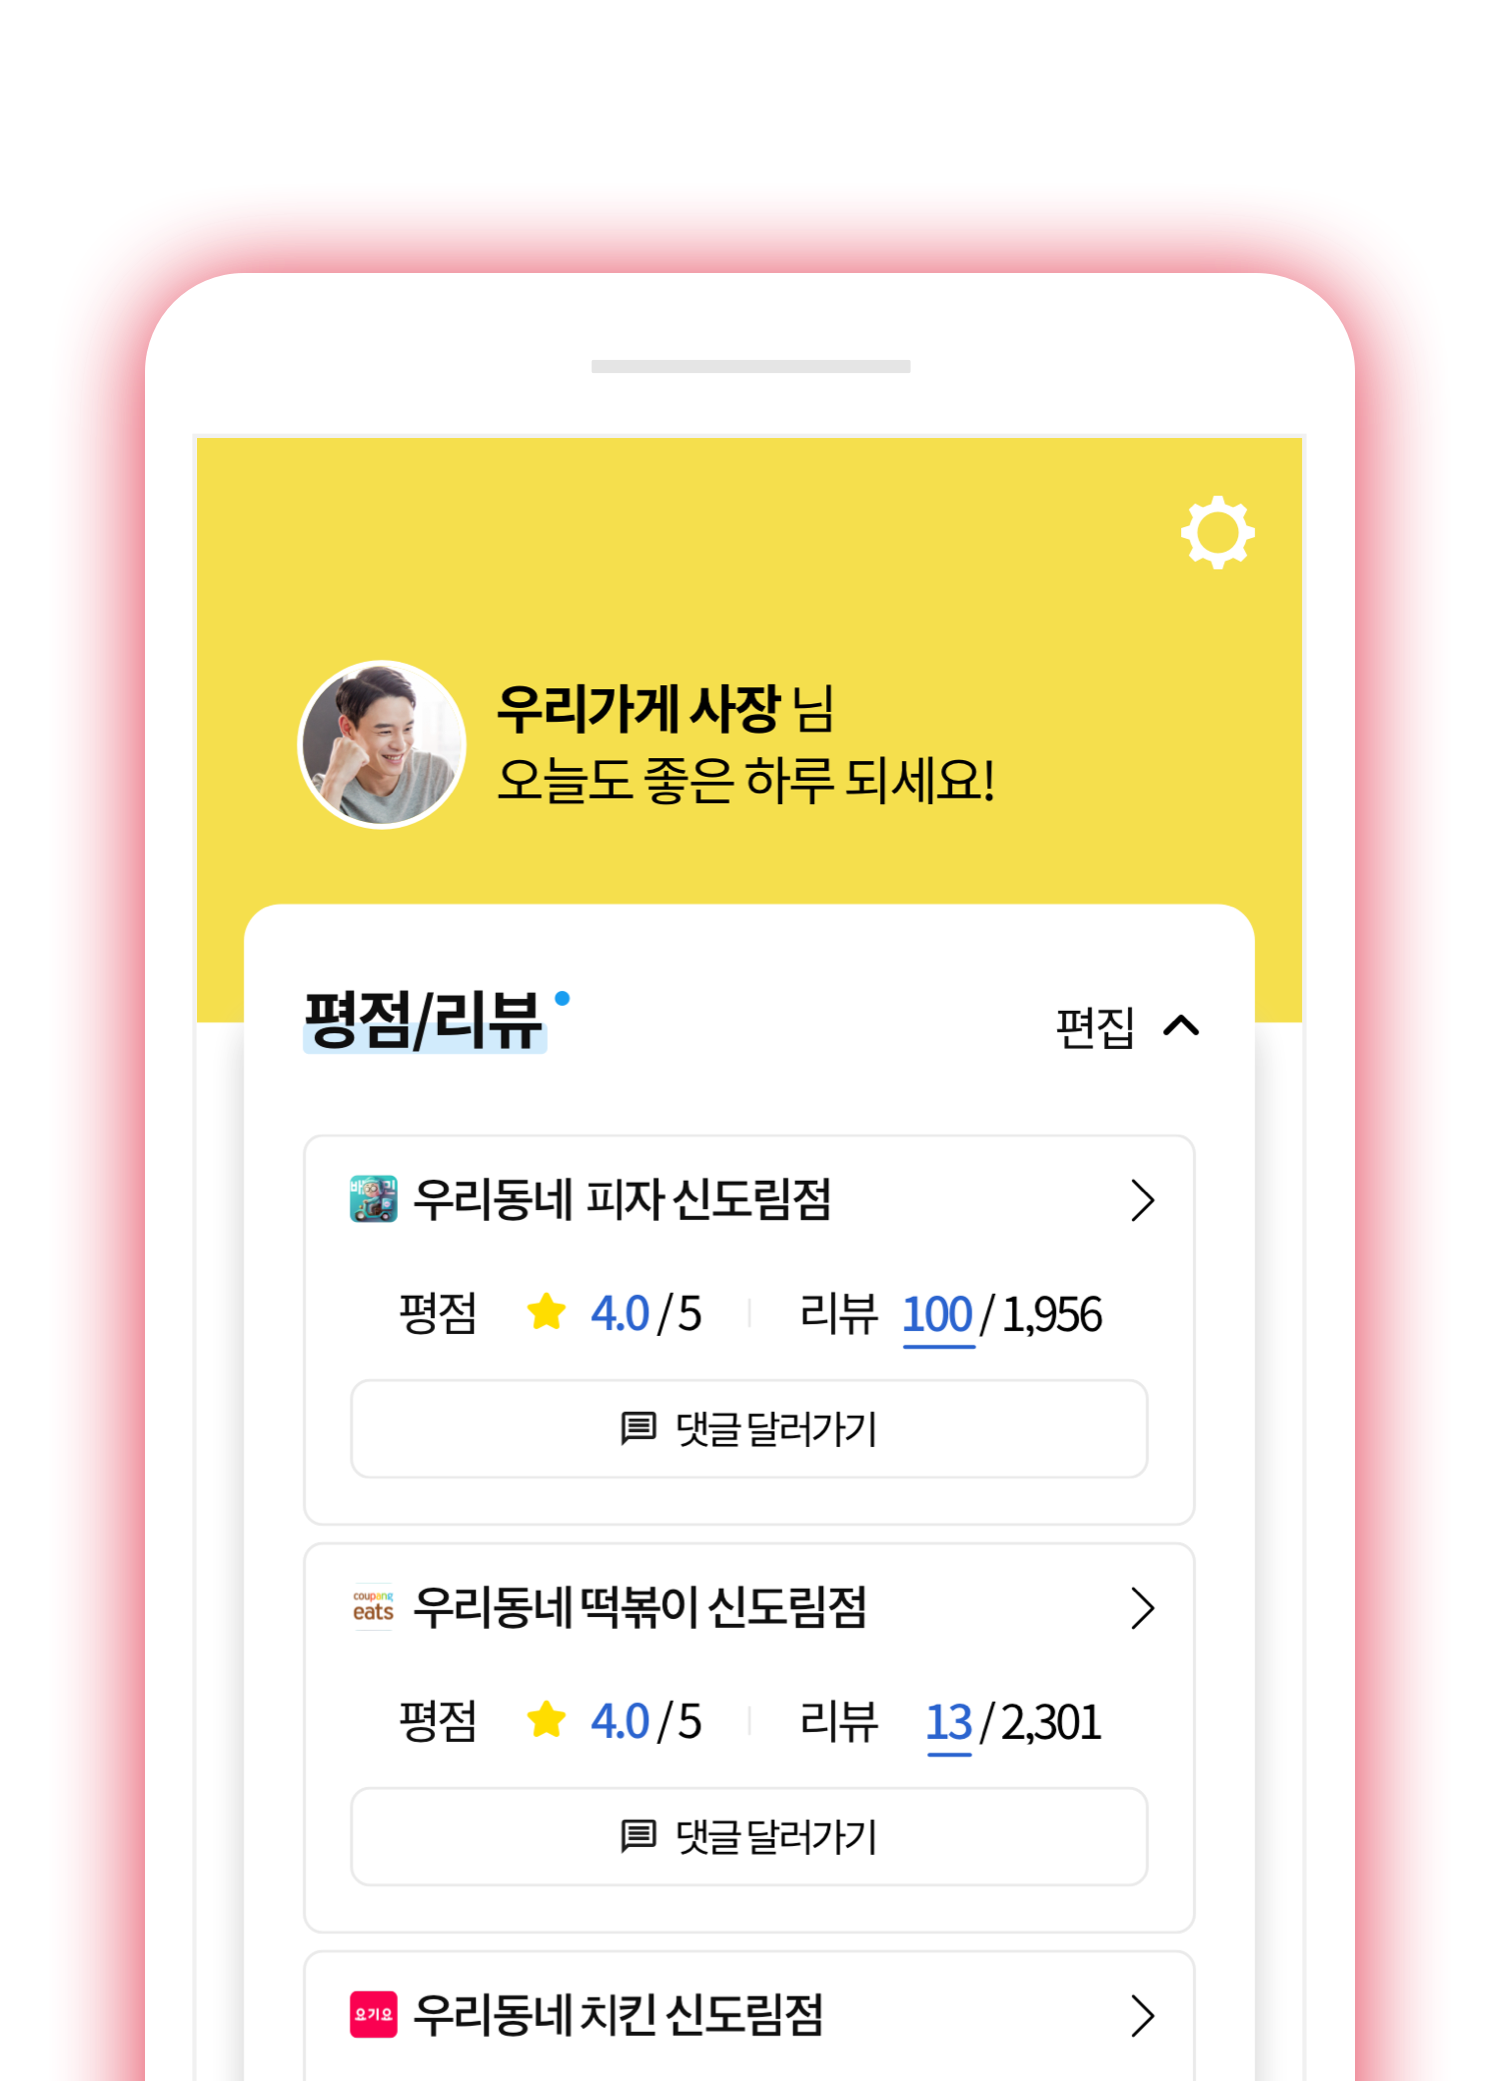 우리가게 사장 님
오늘도 좋은 하루 되세요!
평점/리뷰
편집
우리동네 피자 신도림점
평점 4.0 / 5 리뷰 100 / 1,956
댓글 달러가기
coupang
eats
우리동네 떡볶이 신도림점
평점 4.0 / 5 리뷰 13 / 2,301
댓글 달러가기
요기요
우리동네 치킨 신도림점